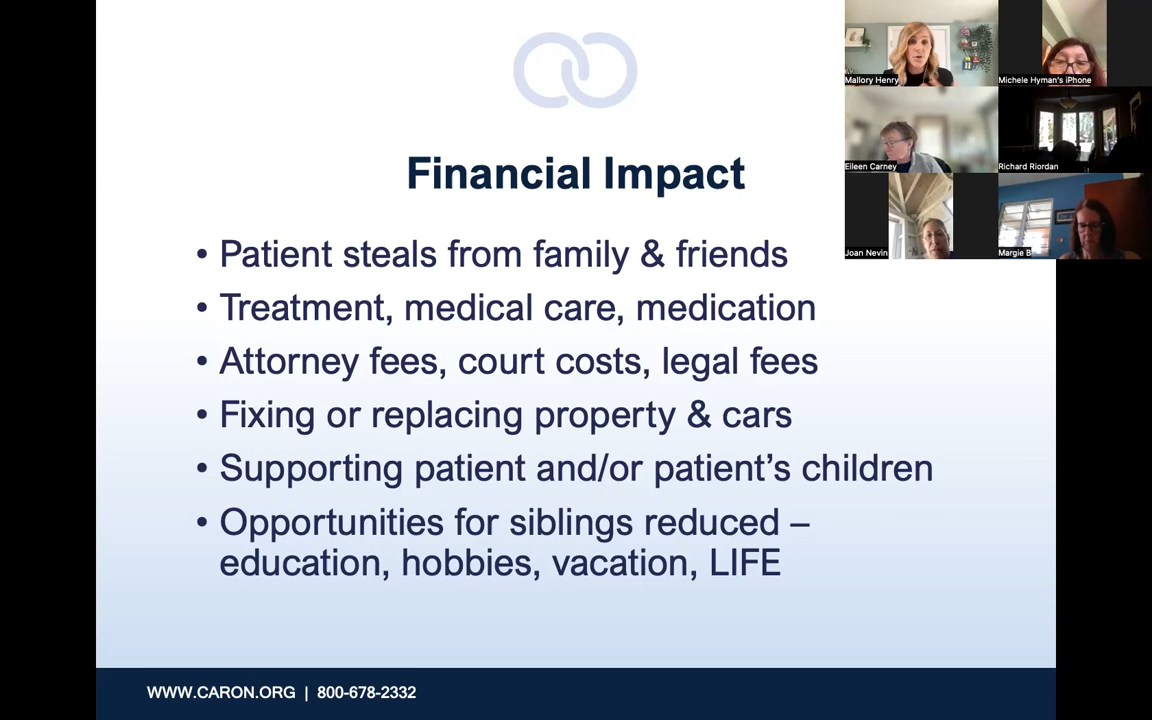 Financial Impact
• Patient steals from family & friends
• Treatment, medical care, medication
• Attorney fees, court costs, legal fees
• Fixing or replacing property & cars
• Supporting patient and/or patient’s children
• Opportunities for siblings reduced –
education, hobbies, vacation, LIFE
WWW.CARON.ORG | 800-678-2332
Mallory Henry
Michele Hyman's iPhone
Eileen Carney
Richard Riordan
Joan Nevin
Margie B